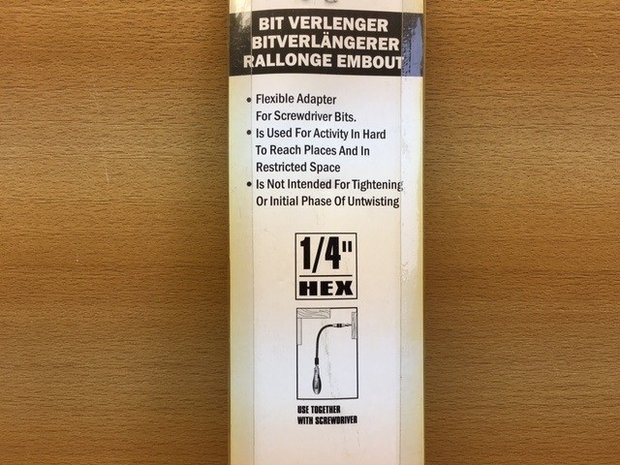 BIT VERLENGER
BITVERLÄNGERER
RALLONGE EMBOUT
• Flexible Adapter
For Screwdriver Bits.
• Is Used For Activity In Hard
To Reach Places And In
Restricted Space
• Is Not Intended For Tightening
Or Initial Phase Of Untwisting
1/4"
HEX
USE TOGETHER
WITH SCREWDRIVER